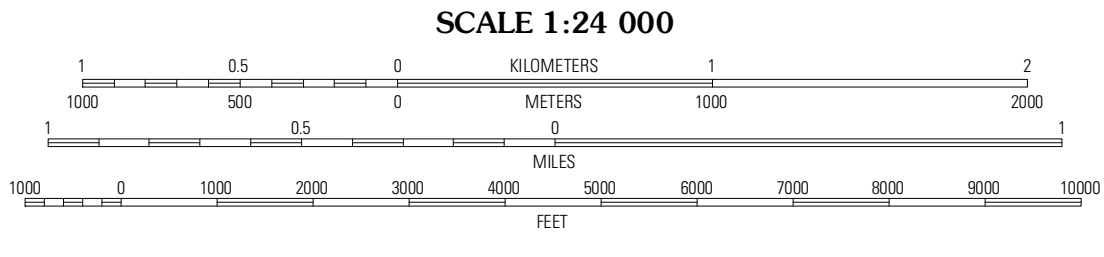 SCALE 1:24 000
1 0.5 0 KILOMETERS 1 2
1000 500 0 METERS 1000 2000
1 0.5 0 1
MILES
1000 0 1000 2000 3000 4000 5000 6000 7000 8000 9000 10000
FEET